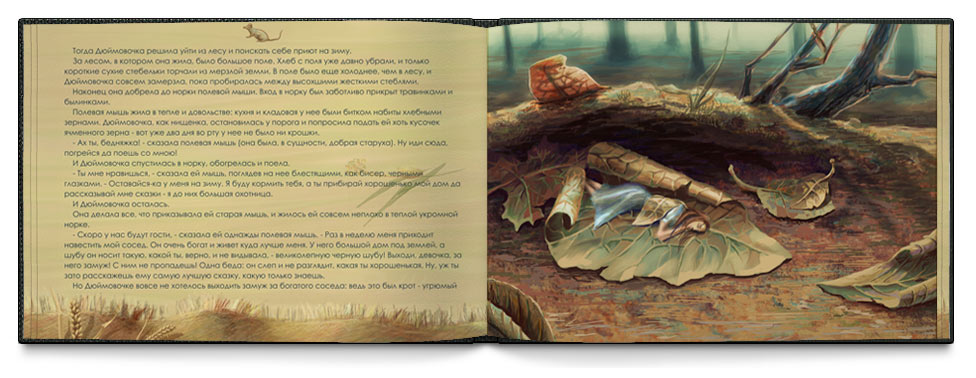 Тогда Дюймовочка решила уйти из лесу и поискать себе приют на зиму.
За лесом, в котором она жила, было большое поле. Хлеб с поля уже давно убрали, и только
короткие сухие стебельки торчали из мерзлой земли. В поле было еще холоднее, чем в лесу, и
Дюймовочка совсем замерзла, пока пробиралась между высохшими жесткими стеблями.
Наконец она добрела до норки полевой мыши. Вход в норку был заботливо прикрыт травинками и
былинками.
Полевая мышь жила в тепле и довольстве: кухня и кладовая у нее были битком набиты хлебными
зернами. Дюймовочка, как нищенка, остановилась у порога и попросила подать ей хоть кусочек
ячменного зерна - вот уже два дня во рту у нее не было ни крошки.
- Ах ты, бедняжка! - сказала полевая мышь (она была, в сущности, добрая старуха). Ну иди сюда,
погрейся да поешь со мною!
И Дюймовочка спустилась в норку, обогрелась и поела.
- Ты мне нравишься, - сказала ей мышь, поглядев на нее блестящими, как бисер, черными
глазками. - Оставайся-ка у меня на зиму. Я буду кормить тебя, а ты прибирай хорошенько мой дом да
рассказывай мне сказки - я до них большая охотница.
И Дюймовочка осталась.
Она делала все, что приказывала ей старая мышь, и жилось ей совсем неплохо в теплой укромной
норке.
- Скоро у нас будут гости, - сказала ей однажды полевая мышь. - Раз в неделю меня приходит
навестить мой сосед. Он очень богат и живет куда лучше меня. У него большой дом под землей, а
шубу он носит такую, какой ты, верно, и не видывала, - великолепную черную шубу! Выходи, девочка, за
него замуж! С ним не пропадешь! Одна беда: он слеп и не разглядит, какая ты хорошенькая. Ну, уж ты
зато расскажешь ему самую лучшую сказку, какую только знаешь.
Но Дюймовочке вовсе не хотелось выходить замуж за богатого соседа: ведь это был крот - угрюмый